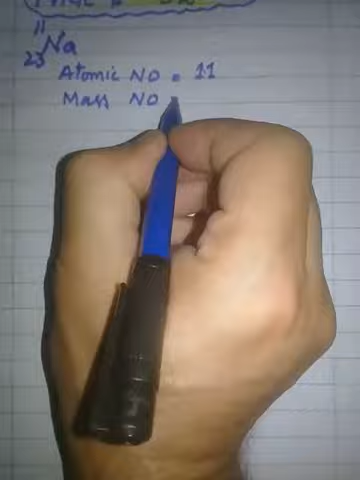 11
Na
23
Atomic NO = 11
Mass NO =